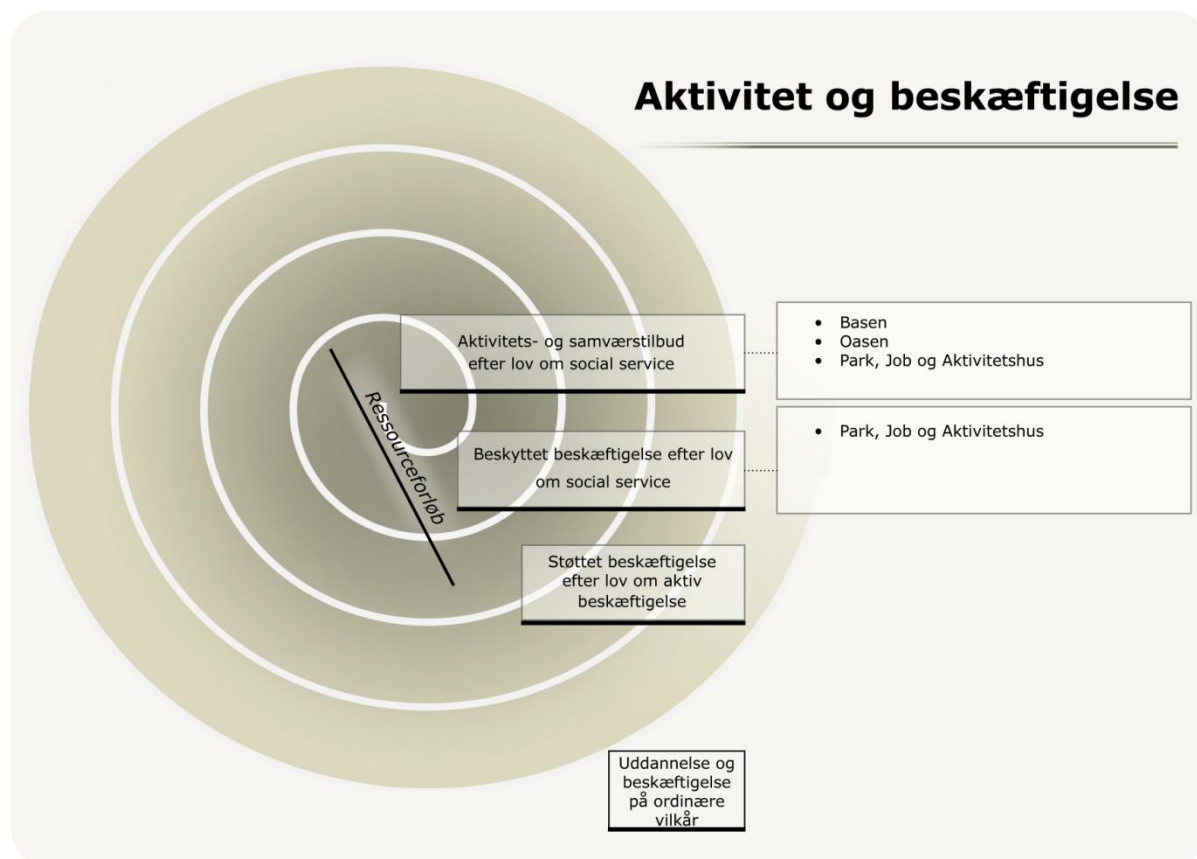 Aktivitet og beskæftigelse
Aktivitets- og samværstilbud
efter lov om social service
• Basen
• Oasen
• Park, Job og Aktivitetshus
Ressourceforløb
Beskyttet beskæftigelse efter lov
om social service
• Park, Job og Aktivitetshus
Støttet beskæftigelse
efter lov om aktiv
beskæftigelse
Uddannelse og
beskæftigelse
på ordinære
vilkår